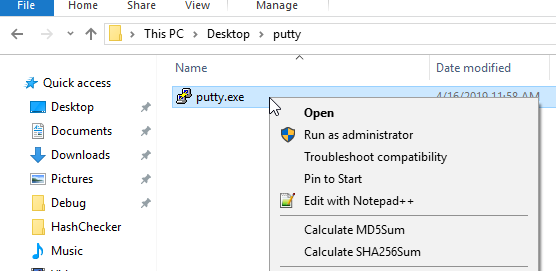 File Home Share View Manage
This PC Desktop putty
Name Date modified
Quick access
Desktop
putty.exe 4/16/2019 11:58 AM
Open
Documents
Run as administrator
Downloads
Troubleshoot compatibility
Pictures
Pin to Start
Debug
Edit with Notepad++
HashChecker
Calculate MD5Sum
Music
Calculate SHA256Sum